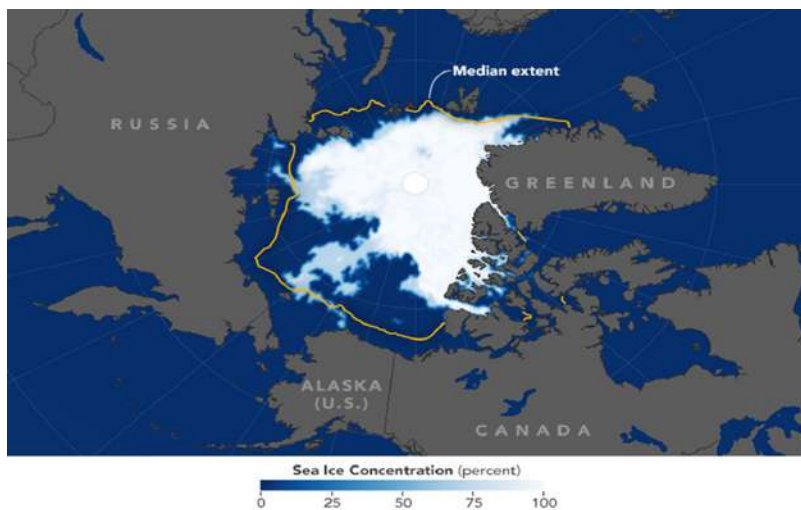 Median extent
RUSSIA
GREENLAND
ALASKA
(U.S.)
CANADA
Sea Ice Concentration (percent)
0 25 50 75 100